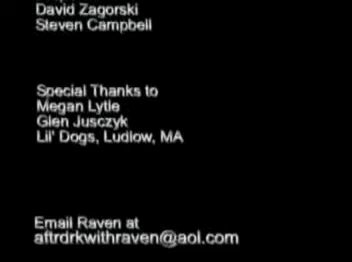 David Zagorski
Steven Campbell
Special Thanks to
Megan Lytle
Glen Jusczyk
Lil' Dogs, Ludlow, MA
Email Raven at
aftrdrkwithraven@aol.com